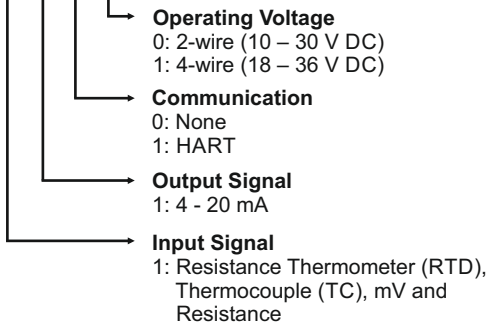 Operating Voltage
0: 2-wire (10 – 30 V DC)
1: 4-wire (18 – 36 V DC)
Communication
0: None
1: HART
Output Signal
1: 4 - 20 mA
Input Signal
1: Resistance Thermometer (RTD),
Thermocouple (TC), mV and
Resistance